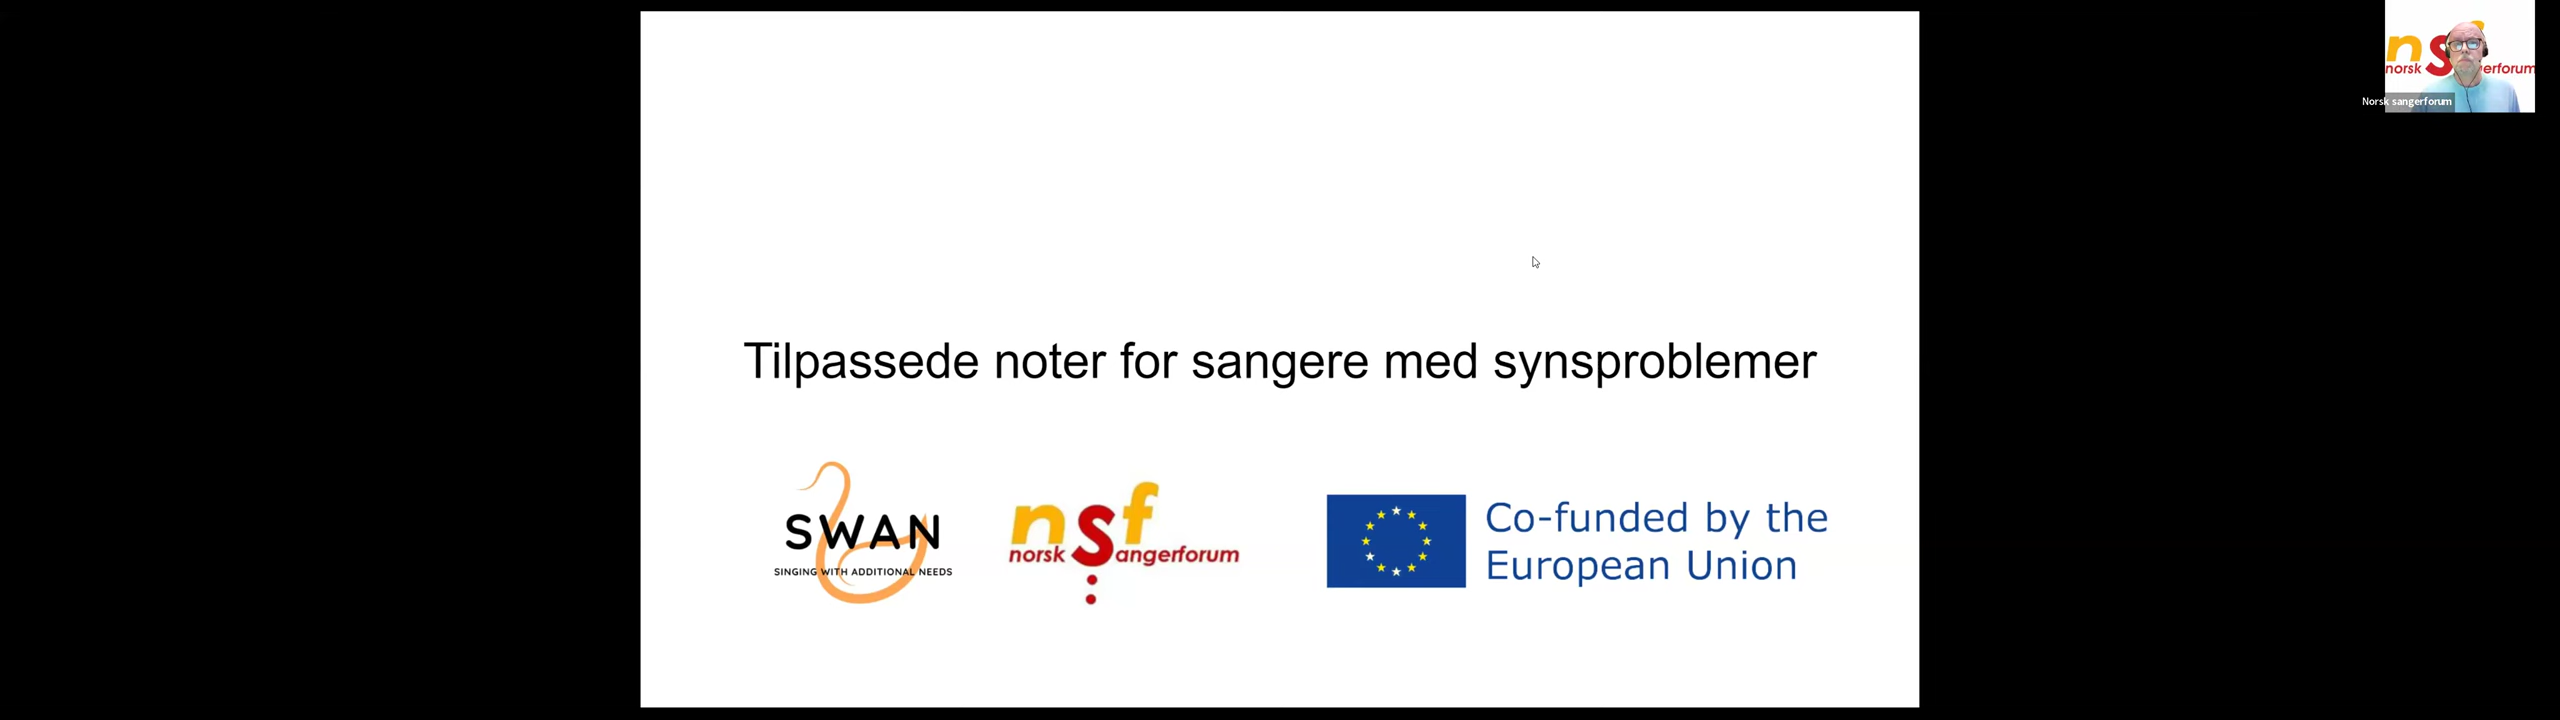 Tilpassede noter for sangere med synsproblemer
SWAN
SINGING WITH ADDITIONAL NEEDS
nsf
norsk sangerforum
Co-funded by the
European Union
norsk
erforum
Norsk sangerforum